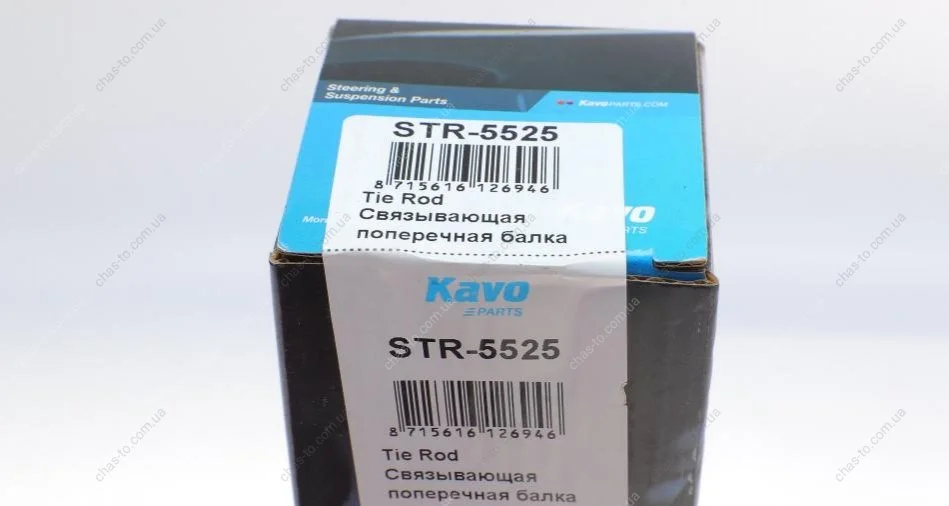 Steering &
Suspension Parts
KavoPARTS.COM
STR-5525
8 715616 126946
Tie Rod
Связывающая
поперечная балка
Kavo
PARTS
Kavo
PARTS
STR-5525
8 715616 126946
Tie Rod
Связывающая
поперечная балка
chas-to.com.ua